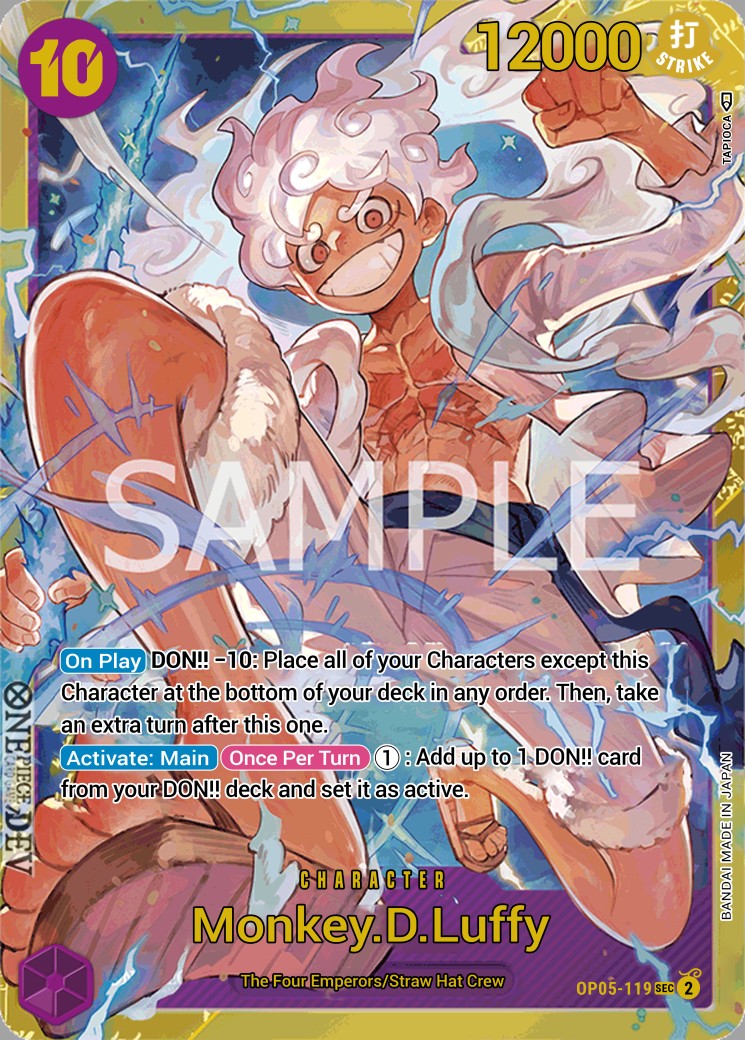 10
12000
打
STRIKE
TAPIOCA
SAMPLE
On Play DON!! −10: Place all of your Characters except this
Character at the bottom of your deck in any order. Then, take
an extra turn after this one.
Activate: Main Once Per Turn 1 : Add up to 1 DON!! card
from your DON!! deck and set it as active.
BANDAI MADE IN JAPAN
CHARACTER
Monkey.D.Luffy
The Four Emperors/Straw Hat Crew
OP05-119 SEC 2